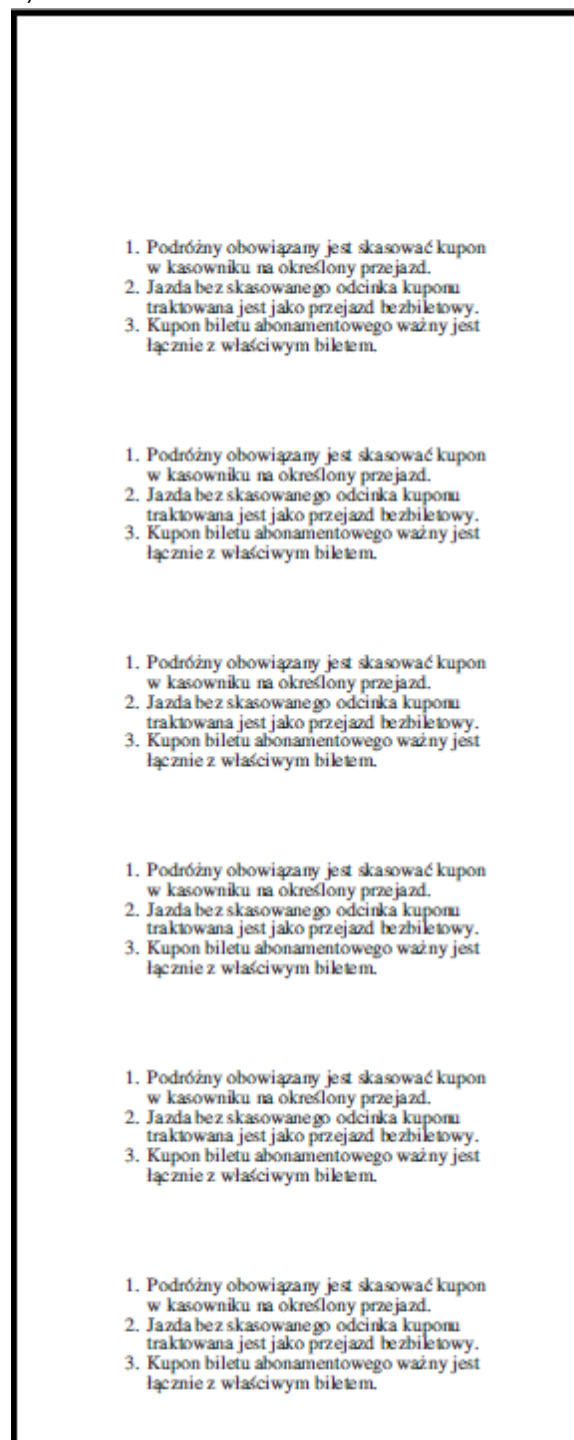 1. Podróżny obowiązany jest skasować kupon
w kasowniku na określony przejazd.
2. Jazda bez skasowanego odcinka kuponu
traktowana jest jako przejazd bezbiletowy.
3. Kupon biletu abonamentowego ważny jest
łącznie z właściwym biletem.
1. Podróżny obowiązany jest skasować kupon
w kasowniku na określony przejazd.
2. Jazda bez skasowanego odcinka kuponu
traktowana jest jako przejazd bezbiletowy.
3. Kupon biletu abonamentowego ważny jest
łącznie z właściwym biletem.
1. Podróżny obowiązany jest skasować kupon
w kasowniku na określony przejazd.
2. Jazda bez skasowanego odcinka kuponu
traktowana jest jako przejazd bezbiletowy.
3. Kupon biletu abonamentowego ważny jest
łącznie z właściwym biletem.
1. Podróżny obowiązany jest skasować kupon
w kasowniku na określony przejazd.
2. Jazda bez skasowanego odcinka kuponu
traktowana jest jako przejazd bezbiletowy.
3. Kupon biletu abonamentowego ważny jest
łącznie z właściwym biletem.
1. Podróżny obowiązany jest skasować kupon
w kasowniku na określony przejazd.
2. Jazda bez skasowanego odcinka kuponu
traktowana jest jako przejazd bezbiletowy.
3. Kupon biletu abonamentowego ważny jest
łącznie z właściwym biletem.
1. Podróżny obowiązany jest skasować kupon
w kasowniku na określony przejazd.
2. Jazda bez skasowanego odcinka kuponu
traktowana jest jako przejazd bezbiletowy.
3. Kupon biletu abonamentowego ważny jest
łącznie z właściwym biletem.